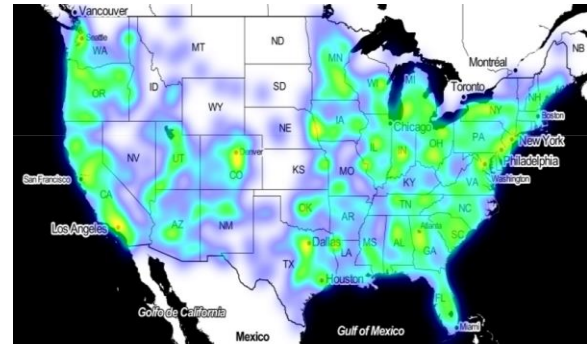 Vancouver
Seattle
WA
MT
ND
MN
NB
Montréal
OR
ID
SD
WI
MI
Toronto
NH
WY
IA
NY
Boston
NE
Chicago
PA
New York
NV
UT
Denver
CO
IL
IN
OH
Philadelphia
San Francisco
CA
KS
MO
KY
VA
Washington
Los Angeles
AZ
NM
OK
AR
TN
NC
Dallas
MS
AL
Atlanta
GA
SC
TX
LA
Houston
FL
Golfo de California
Mexico
Gulf of Mexico
Miami